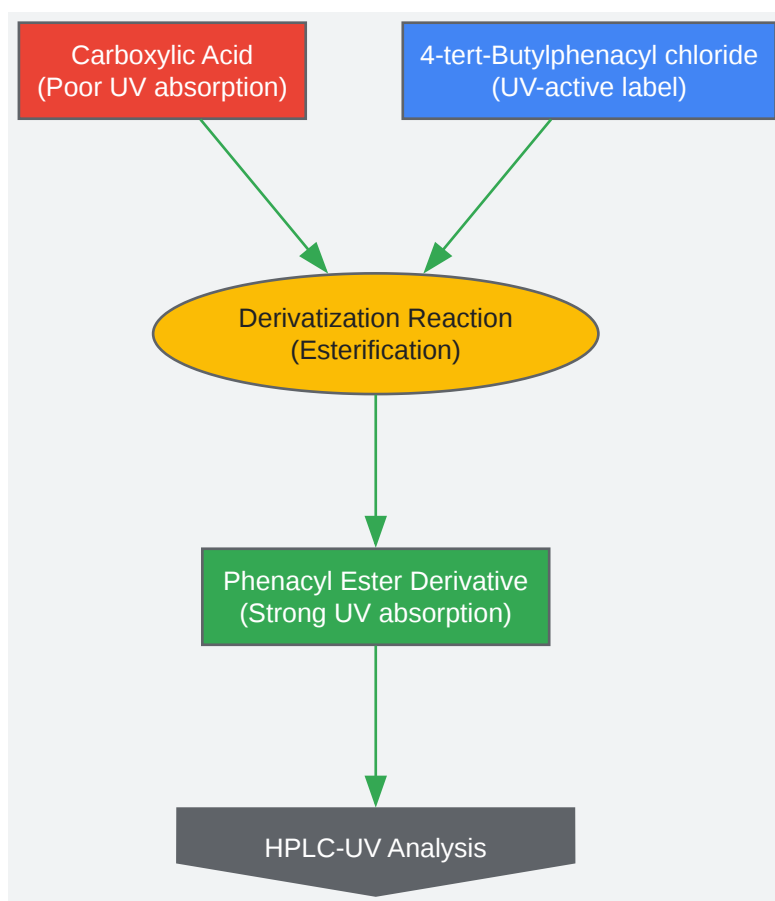 Carboxylic Acid
(Poor UV absorption)
4-tert-Butylphenacyl chloride
(UV-active label)
Derivatization Reaction
(Esterification)
Phenacyl Ester Derivative
(Strong UV absorption)
HPLC-UV Analysis